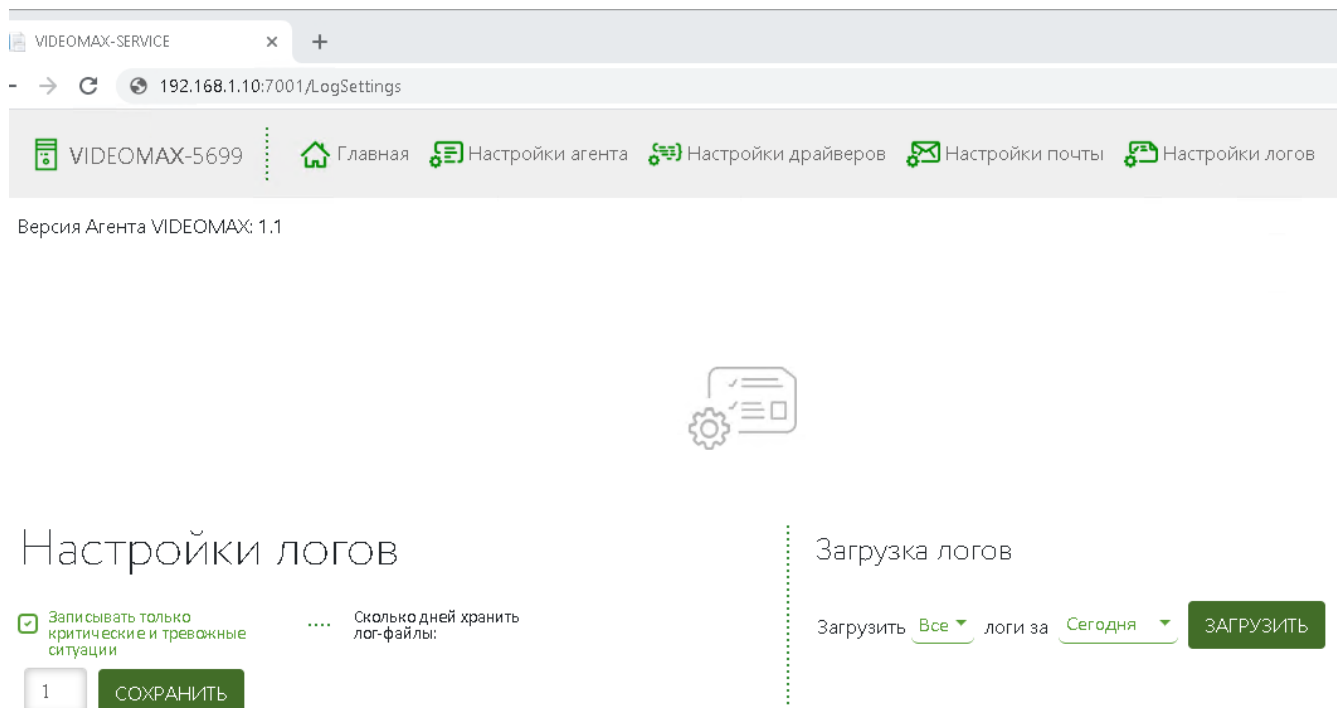 VIDEOMAX-SERVICE
192.168.1.10:7001/LogSettings
VIDEOMAX-5699 Главная Настройки агента Настройки драйверов Настройки почты Настройки логов
Версия Агента VIDEOMAX: 1.1
Настройки логов
Записывать только
критические и тревожные
ситуации
Сколько дней хранить
лог-файлы:
1 СОХРАНИТЬ
Загрузка логов
Загрузить Все логи за Сегодня ЗАГРУЗИТЬ